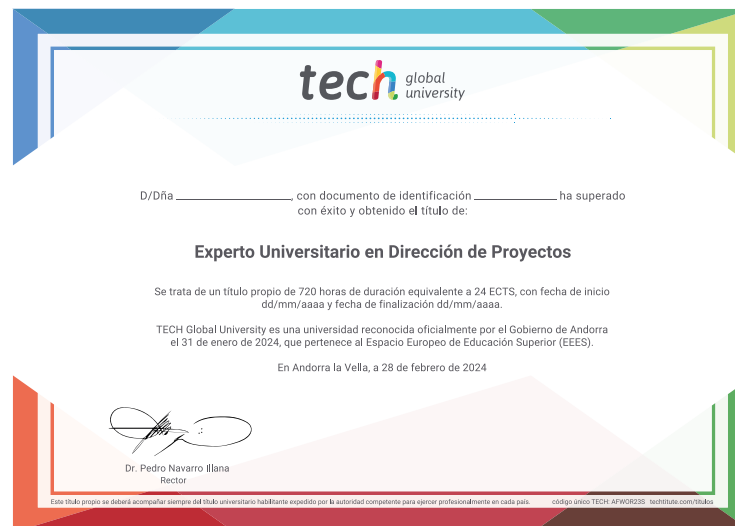 tech global university
D/Dña ____________________, con documento de identificación ______________ ha superado
con éxito y obtenido el título de:
Experto Universitario en Dirección de Proyectos
Se trata de un título propio de 720 horas de duración equivalente a 24 ECTS, con fecha de inicio
dd/mm/aaaa y fecha de finalización dd/mm/aaaa.
TECH Global University es una universidad reconocida oficialmente por el Gobierno de Andorra
el 31 de enero de 2024, que pertenece al Espacio Europeo de Educación Superior (EEES).
En Andorra la Vella, a 28 de febrero de 2024
Dr. Pedro Navarro Illana
Rector
Este título propio se deberá acompañar siempre del título universitario habilitante expedido por la autoridad competente para ejercer profesionalmente en cada país. código único TECH: AFWOR23S techtitute.com/titulos